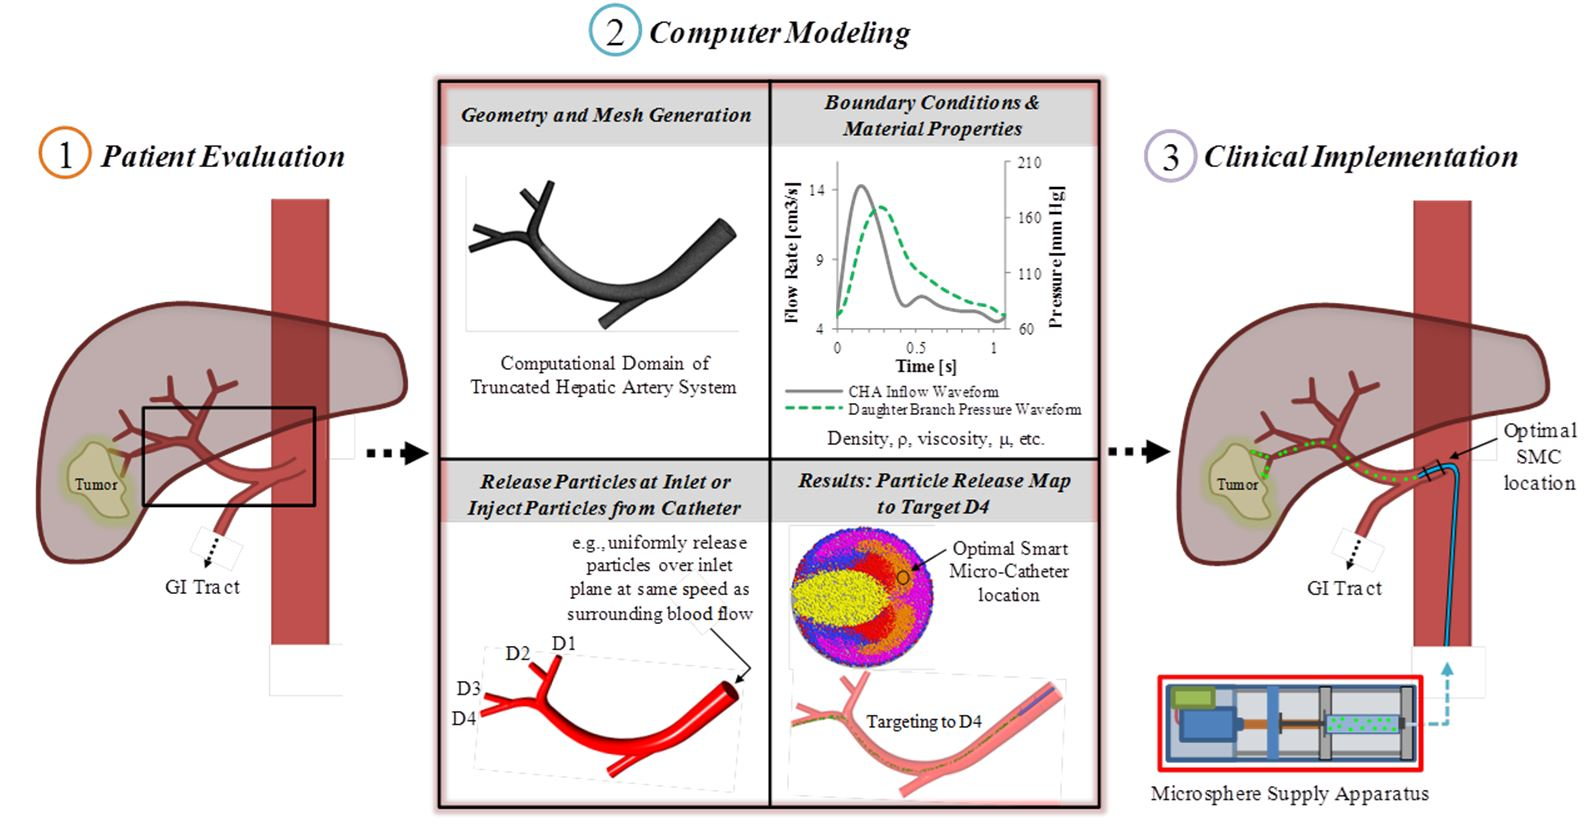 1 Patient Evaluation
Tumor
GI Tract
2 Computer Modeling
Geometry and Mesh Generation
Computational Domain of
Truncated Hepatic Artery System
Boundary Conditions &
Material Properties
Flow Rate [cm3/s]
14
9
4
210
160
110
60
Pressure[mm Hg)
0
0.5
1
Time [s]
CHA Inflow Waveform
Daughter Branch Pressure Waveform
Density, ρ, viscosity, μ, etc.
Release Particles at Inlet or
Inject Particles from Catheter
e.g., uniformly release
particles over inlet
plane at same speed as
surrounding blood flow
D1
D2
D3
D4
Results: Particle Release Map
to Target D4
Optimal Smart
Micro-Catheter
location
Targeting to D4
3 Clinical Implementation
Optimal
SMC
location
Tumor
GI Tract
Microsphere Supply Apparatus